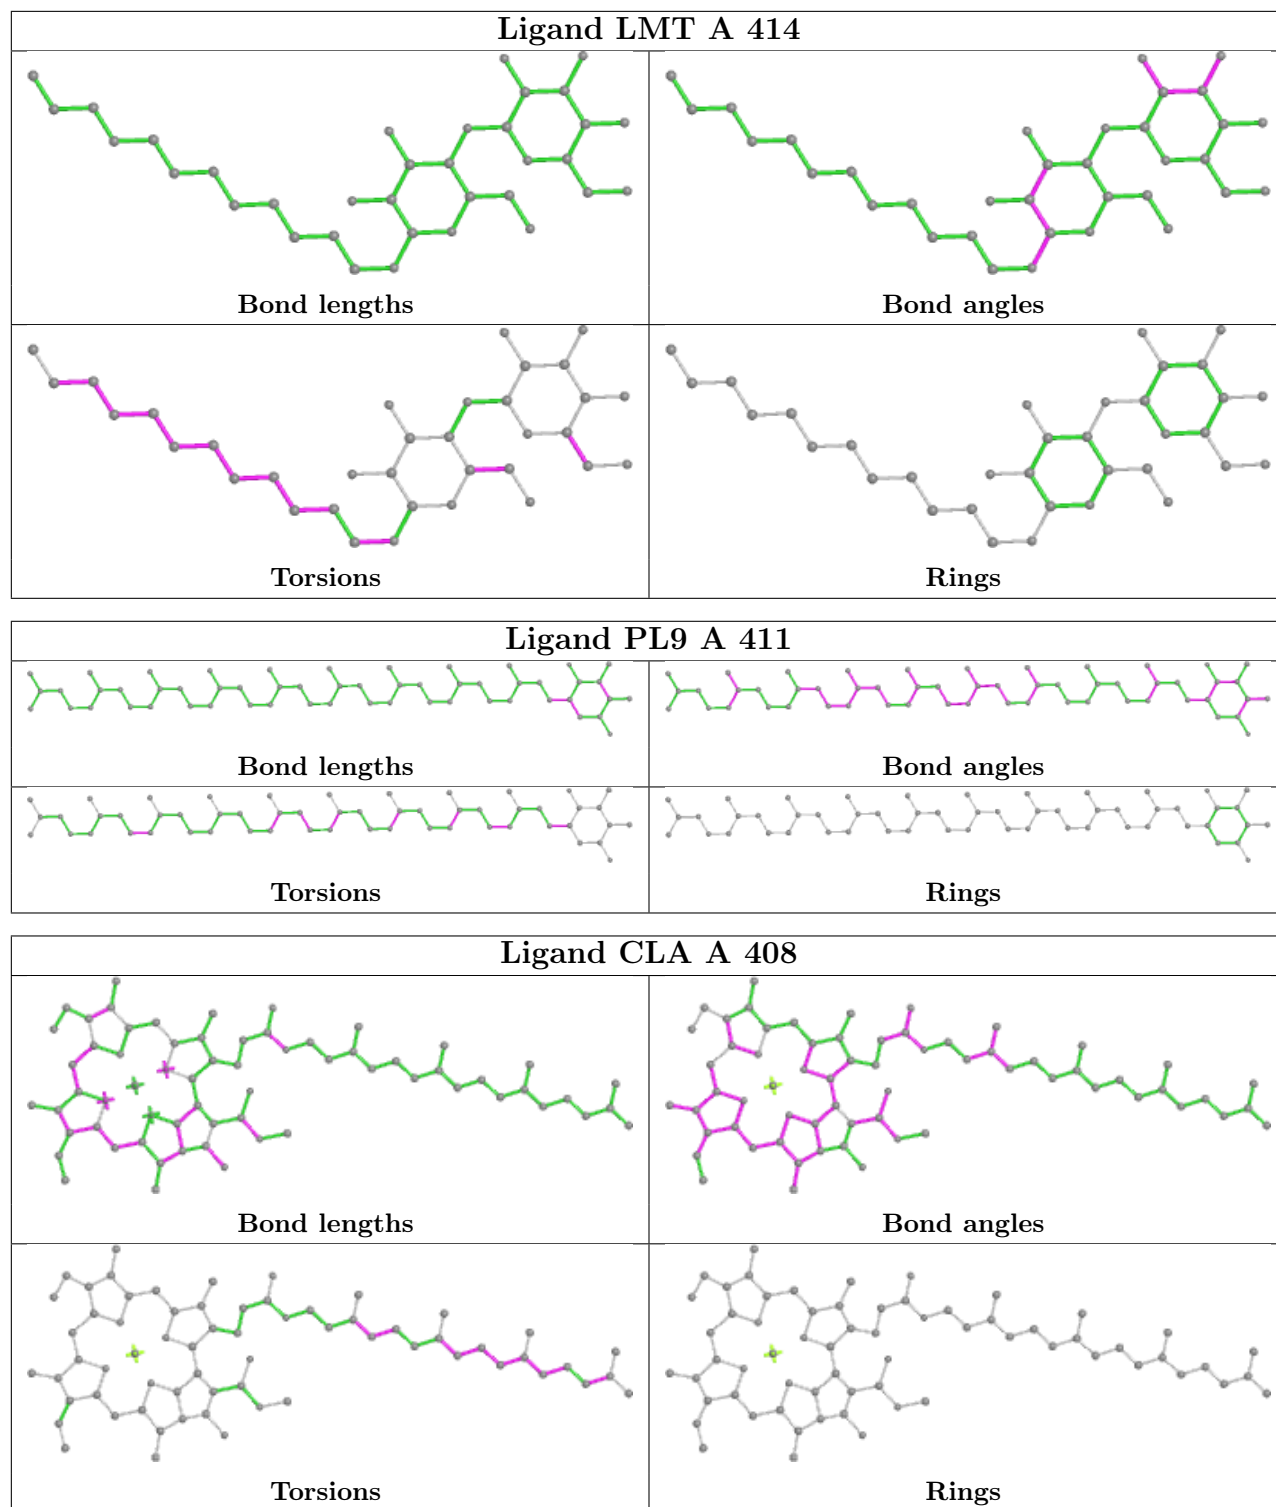 Ligand LMT A 414
Bond lengths
Bond angles
Torsions
Rings
Ligand PL9 A 411
Bond lengths
Bond angles
Torsions
Rings
Ligand CLA A 408
Bond lengths
Bond angles
Torsions
Rings